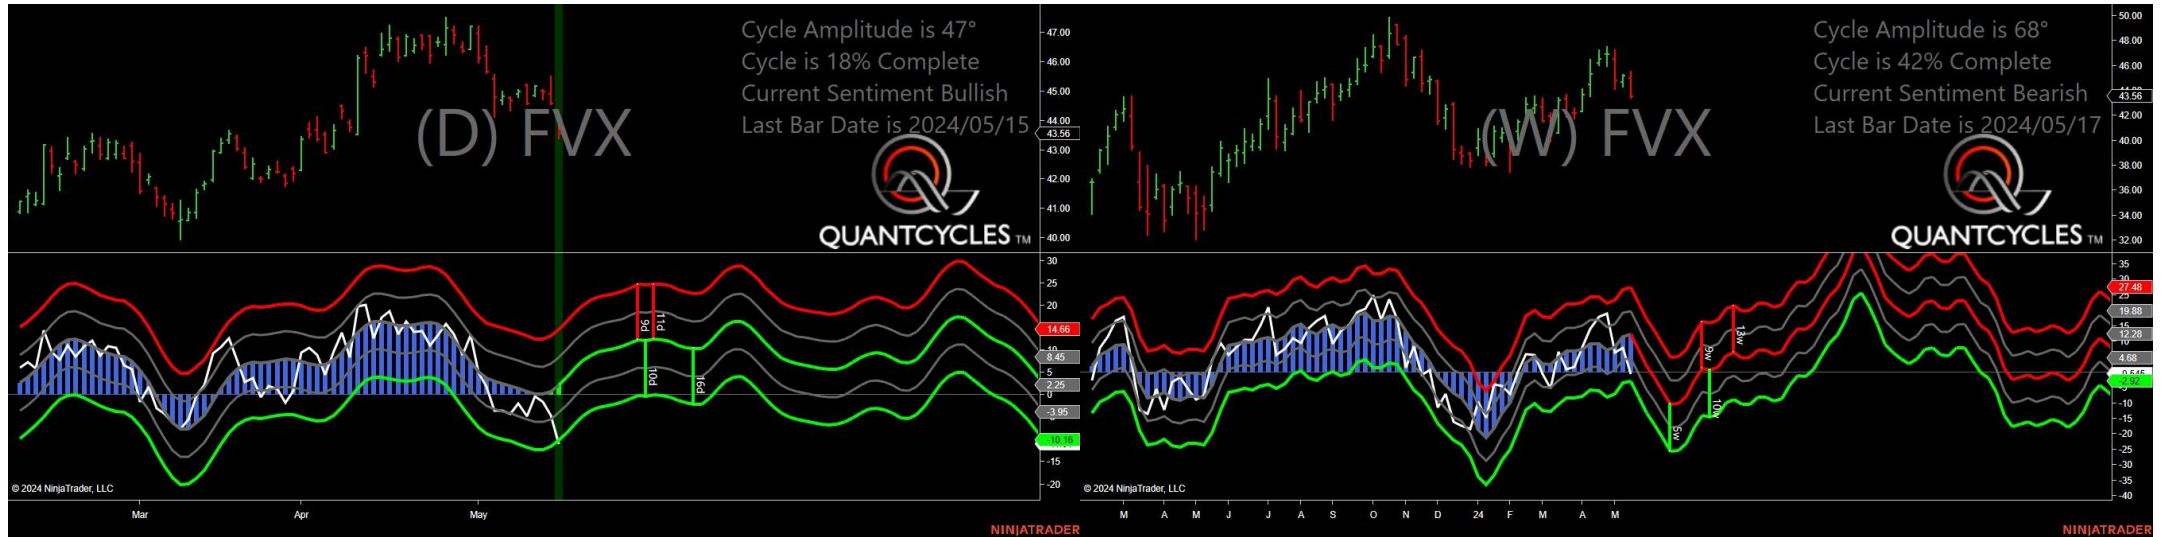 Cycle Amplitude is 47°
Cycle is 18% Complete
Current Sentiment Bullish
Last Bar Date is 2024/05/15
(D) FVX
QUANTCYCLES TM
47.00
46.00
45.00
44.00
43.56
43.00
42.00
41.00
40.00
30
25
20
14.66
10
8.45
5
2.25
0
-3.95
-10.16
-15
-20
9d
11d
10d
16d
© 2024 NinjaTrader, LLC
Mar Apr May
NINJATRADER
Cycle Amplitude is 68°
Cycle is 42% Complete
Current Sentiment Bearish
Last Bar Date is 2024/05/17
(W) FVX
QUANTCYCLES TM
50.00
48.00
46.00
43.56
42.00
40.00
38.00
36.00
34.00
32.00
35
30
27.48
25
19.88
15
12.28
10
4.68
-2.92
-10
-15
-20
-25
-30
-35
-40
9w
13w
10w
5w
© 2024 NinjaTrader, LLC
M A M J J A S O N D 24 F M A M
NINJATRADER